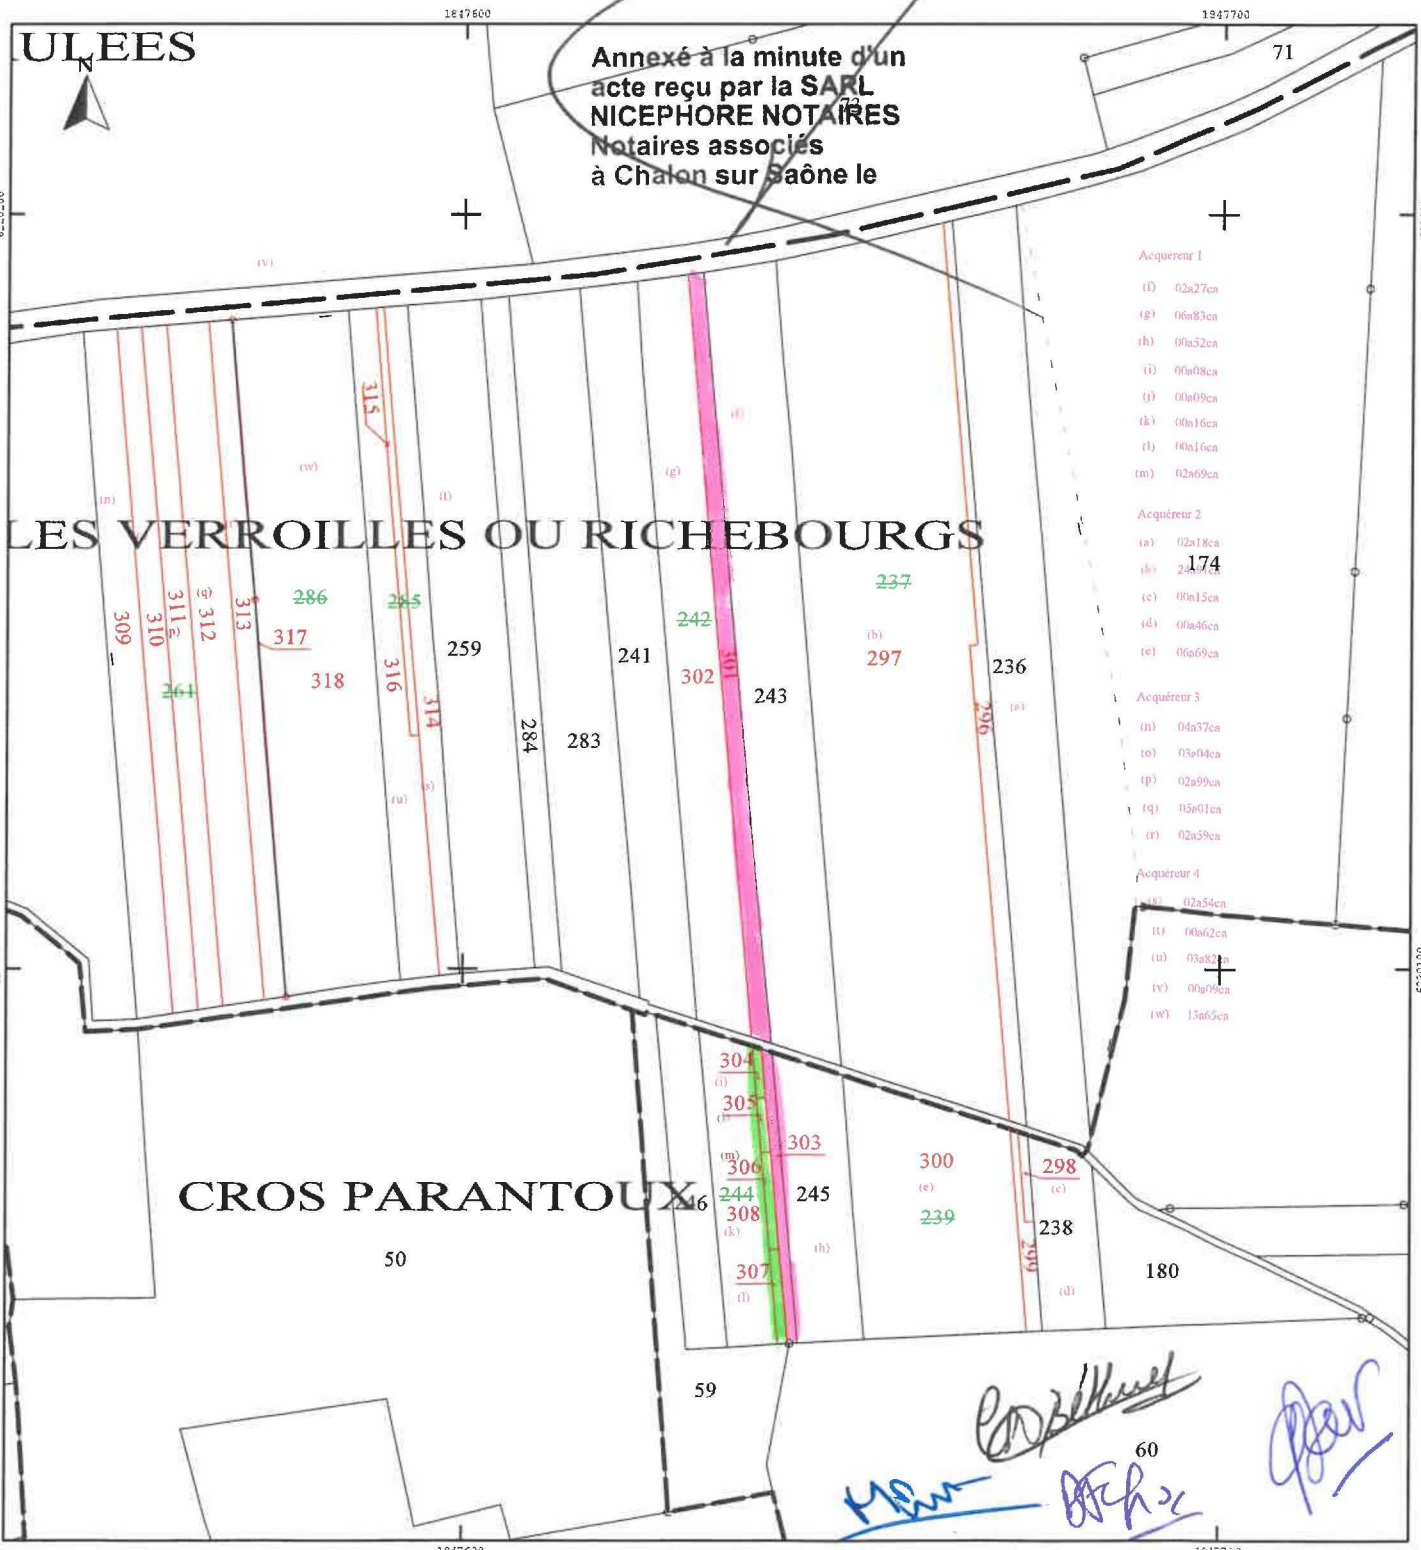 1847600
1947700
ULEES
N
Annexé à la minute d'un
acte reçu par la SARL
NICEPHORE NOTAIRES
Notaires associés
à Chalon sur Saône le
71
(v)
Acquéreur 1
(f) 02a27ca
(g) 06a83ca
(h) 00a52ca
(i) 00a08ca
(j) 00a09ca
(k) 00a16ca
(l) 00a16ca
(m) 02a69ca
Acquéreur 2
(a) 02a18ca
(b)
174
(c) 00a15ca
(d) 00a46ca
(e) 06a69ca
Acquéreur 3
(n) 04a37ca
(o) 03a04ca
(p) 02a99ca
(q) 05a01ca
(r) 02a59ca
Acquéreur 4
(s) 02a54ca
(t) 00a62ca
(u) 03a82ca
(v) 00a09ca
(w) 13a65ca
315
(w)
(n)
(t)
(g)
(f)
LES VERROILLES OU RICHEBOURGS
309
310
311
(q)
312
313
286
317
318
261
285
316
314
(u)
(s)
259
284
283
241
242
302
301
243
237
(b)
297
296
236
(a)
304
(i)
305
303
(m)
306
244
308
(k)
307
(l)
245
(h)
300
(e)
239
298
(c)
299
238
(d)
180
CROS PARANTOUX
50
59
60